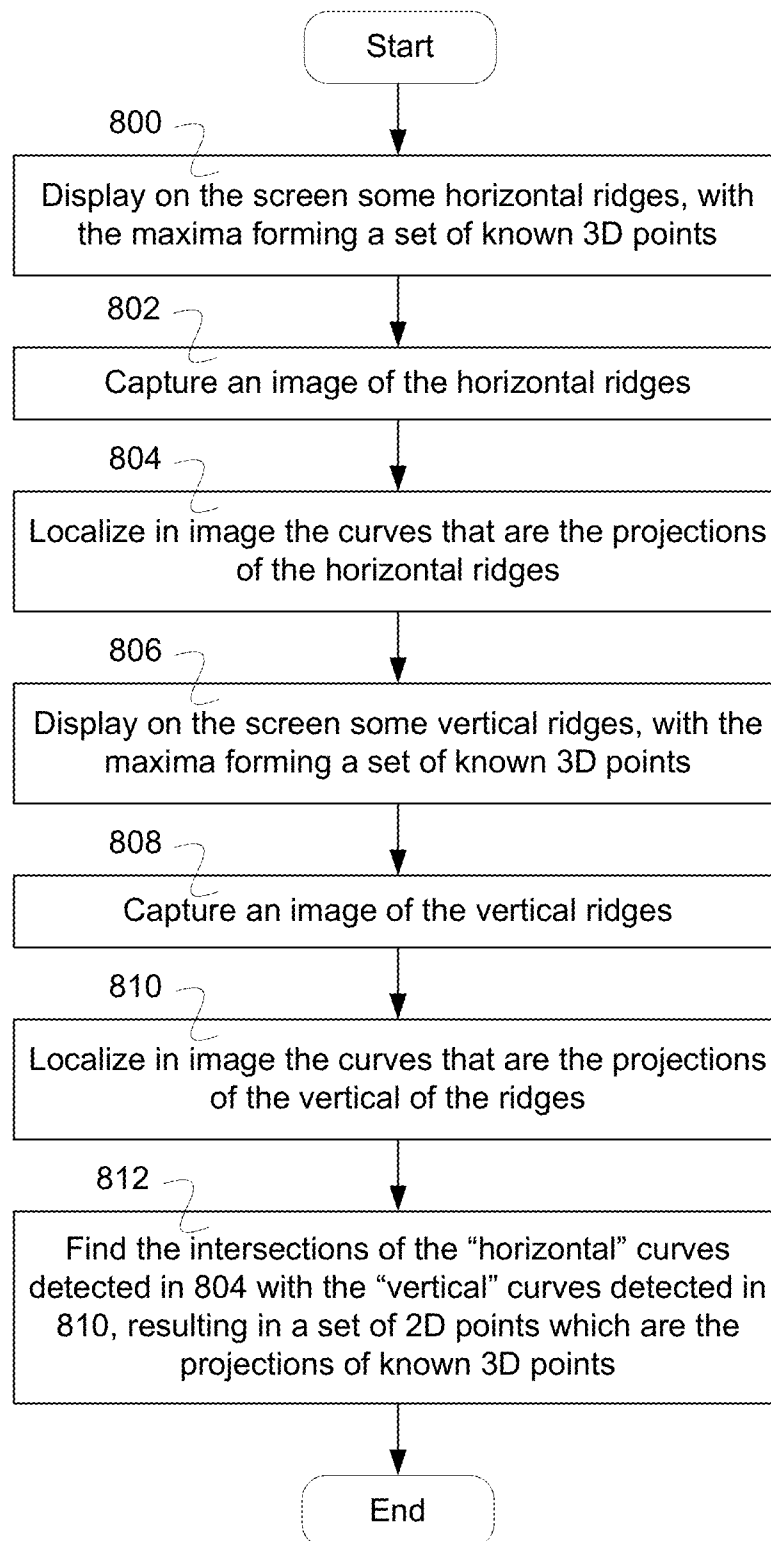 Start
800
Display on the screen some horizontal ridges, with
the maxima forming a set of known 3D points
802
Capture an image of the horizontal ridges
804
Localize in image the curves that are the projections
of the horizontal ridges
806
Display on the screen some vertical ridges, with the
maxima forming a set of known 3D points
808
Capture an image of the vertical ridges
810
Localize in image the curves that are the projections
of the vertical of the ridges
812
Find the intersections of the “horizontal” curves
detected in 804 with the “vertical” curves detected in
810, resulting in a set of 2D points which are the
projections of known 3D points
End